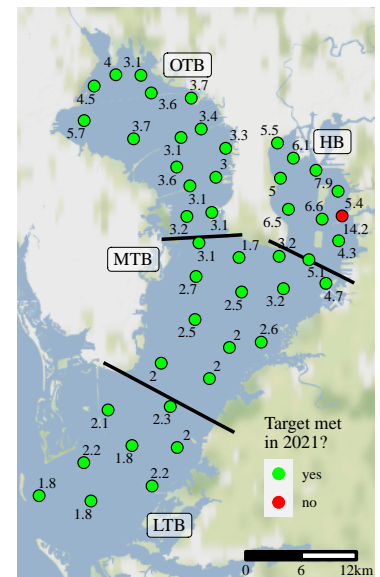 4 3.1 OTB
4.5 3.6 3.7
5.7 3.7 3.4
3.1 3.3 5.5 HB
6.1
3.6 3 5 7.9
3.1 5.4
3.2 3.1 6.5 6.6 14.2
MTB 3.1 1.7 3.2 4.3
2.7 5.1
2.5 3.2 4.7
2.5
2 2.6
2 2
2.1 2.3
1.8 2
2.2
1.8 2.2
1.8
LTB
Target met
in 2021?
yes
no
0 6 12km